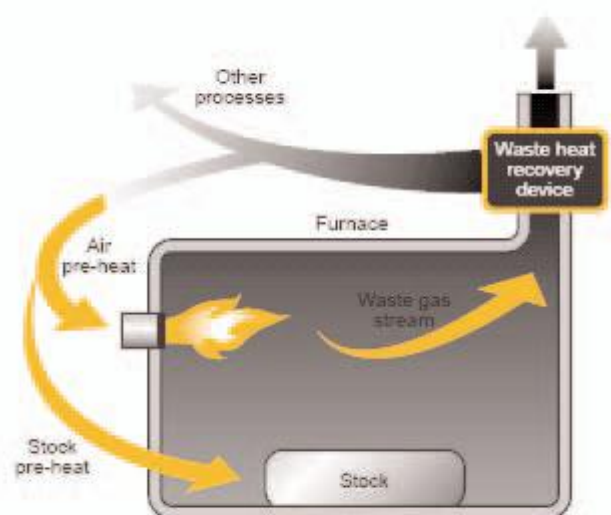 Other
processes
Waste heat
recovery
device
Furnace
Air
pre-heat
Waste gas
stream
Stock
pre-heat
Stock